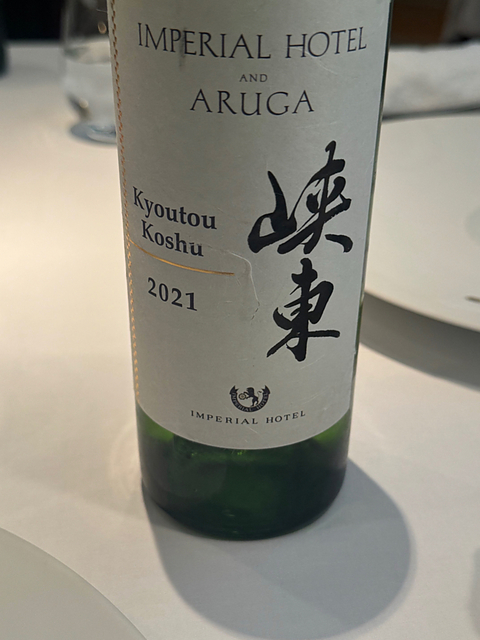 IMPERIAL HOTEL
AND
ARUGA
峡東
Kyoutou
Koshu
2021
IMPERIAL HOTEL